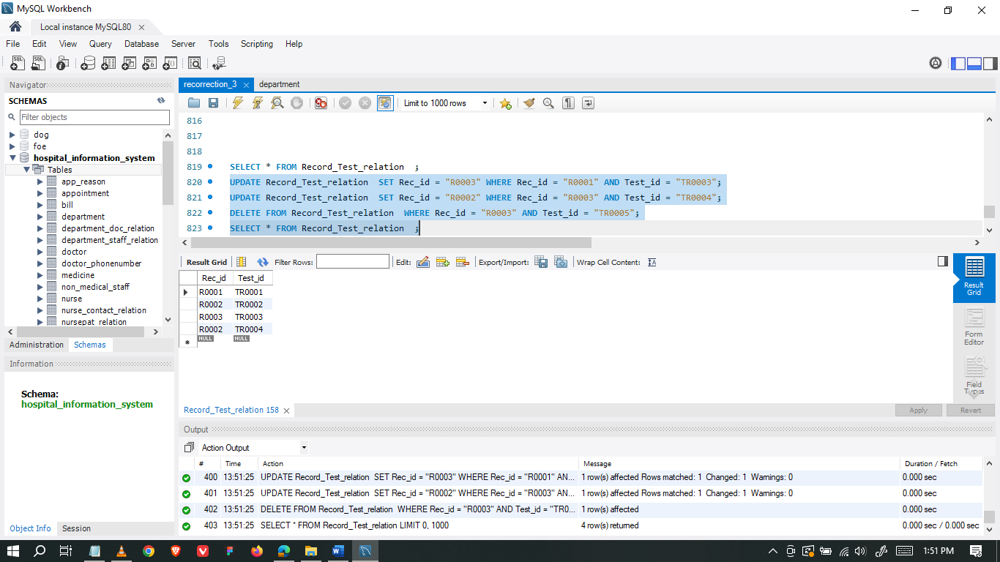 MySQL Workbench
Local instance MySQL80
File Edit View Query Database Server Tools Scripting Help
Navigator
SCHEMAS
Filter objects
dog
foe
hospital_information_system
Tables
app_reason
appointment
bill
department
department_doc_relation
department_staff_relation
doctor
doctor_phonenumber
medicine
non_medical_staff
nurse
nurse_contact_relation
nursepat_relation
Administration Schemas
Information
Schema:
hospital_information_system
Object Info Session
recorrection_3 department
Limit to 1000 rows
816
817
818
819 SELECT * FROM Record_Test_relation ;
820 UPDATE Record_Test_relation SET Rec_id = "R0003" WHERE Rec_id = "R0001" AND Test_id = "TR0003";
821 UPDATE Record_Test_relation SET Rec_id = "R0002" WHERE Rec_id = "R0003" AND Test_id = "TR0004";
822 DELETE FROM Record_Test_relation WHERE Rec_id = "R0003" AND Test_id = "TR0005";
823 SELECT * FROM Record_Test_relation ;
Result Grid Filter Rows: Edit: Export/Import: Wrap Cell Content: IA
Rec_id Test_id
R0001 TR0001
R0002 TR0002
R0003 TR0003
R0002 TR0004
NULL NULL
Result
Grid
Form
Editor
Field
Types
Record_Test_relation 158 Apply Revert
Output
Action Output
# Time Action Message Duration / Fetch
400 13:51:25 UPDATE Record_Test_relation SET Rec_id = "R0003" WHERE Rec_id = "R0001" AN... 1 row(s) affected Rows matched: 1 Changed: 1 Warnings: 0 0.000 sec
401 13:51:25 UPDATE Record_Test_relation SET Rec_id = "R0002" WHERE Rec_id = "R0003" AN... 1 row(s) affected Rows matched: 1 Changed: 1 Warnings: 0 0.000 sec
402 13:51:25 DELETE FROM Record_Test_relation WHERE Rec_id = "R0003" AND Test_id = "TR0... 1 row(s) affected 0.000 sec
403 13:51:25 SELECT * FROM Record_Test_relation LIMIT 0, 1000 4 row(s) returned 0.000 sec / 0.000 sec
1:51 PM